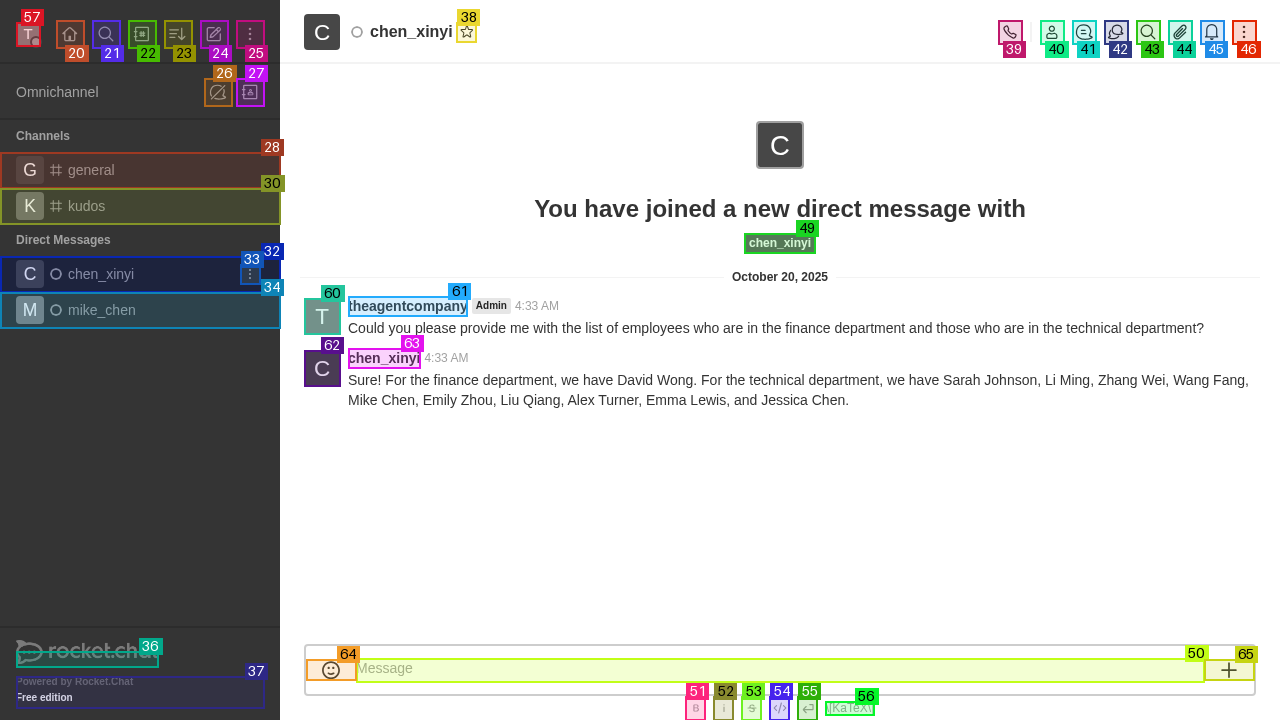 57
T
20
21
22
23
24
25
C
chen_xinyi
38
39
40
41
42
43
44
45
46
Omnichannel
26
27
Channels
28
G general
30
K kudos
Direct Messages
32
C chen_xinyi
33
34
M mike_chen
C
You have joined a new direct message with
49
chen_xinyi
October 20, 2025
60
T
61
theagentcompany Admin 4:33 AM
Could you please provide me with the list of employees who are in the finance department and those who are in the technical department?
62
C
63
chen_xinyi 4:33 AM
Sure! For the finance department, we have David Wong. For the technical department, we have Sarah Johnson, Li Ming, Zhang Wei, Wang Fang,
Mike Chen, Emily Zhou, Liu Qiang, Alex Turner, Emma Lewis, and Jessica Chen.
36
rocket.chat
37
Powered by Rocket.Chat
Free edition
64
Message
50
65
51
52
53
54
55
56
B
i
S
</>
\[KaTeX\]